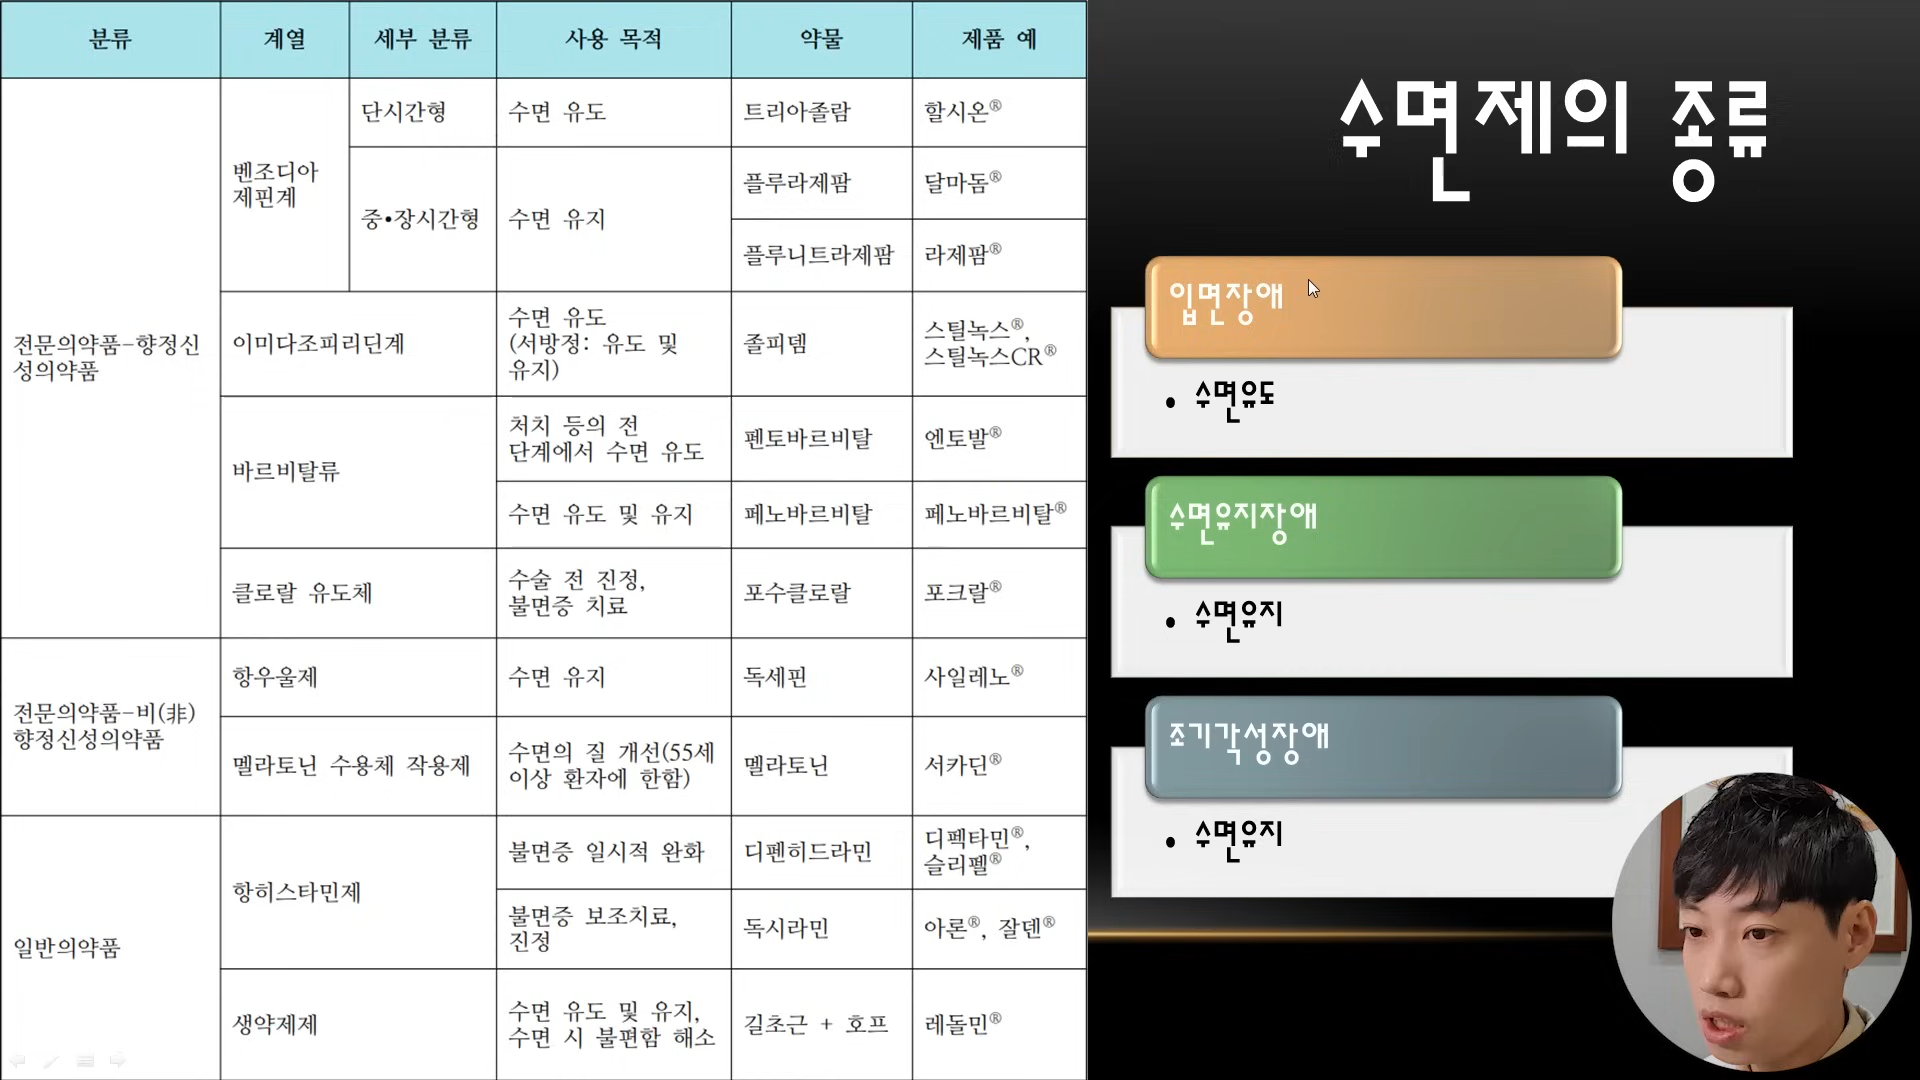 분류 계열 세부 분류 사용 목적 약물 제품 예
전문의약품-향정신
성의약품
벤조디아
제핀계
단시간형 수면 유도 트리아졸람 할시온®
중•장시간형 수면 유지 플루라제팜 달마돔®
플루니트라제팜 라제팜®
이미다조피리딘계
수면 유도
(서방정: 유도 및
유지)
졸피뎀
스틸녹스®,
스틸녹스CR®
바르비탈류
처치 등의 전
단계에서 수면 유도
펜토바르비탈 엔토발®
수면 유도 및 유지 페노바르비탈 페노바르비탈®
클로랄 유도체
수술 전 진정,
불면증 치료
포수클로랄 포크랄®
전문의약품-비(非)
향정신성의약품
항우울제 수면 유지 독세핀 사일레노®
멜라토닌 수용체 작용제
수면의 질 개선(55세
이상 환자에 한함)
멜라토닌 서카딘®
일반의약품
항히스타민제
불면증 일시적 완화 디펜히드라민
디펙타민®,
슬리펠®
불면증 보조치료,
진정
독시라민 아론®, 잘덴®
생약제제
수면 유도 및 유지,
수면 시 불편함 해소
길초근 + 호프 레돌민®
수면제의 종류
입면장애
• 수면유도
수면유지장애
• 수면유지
조기각성장애
• 수면유지